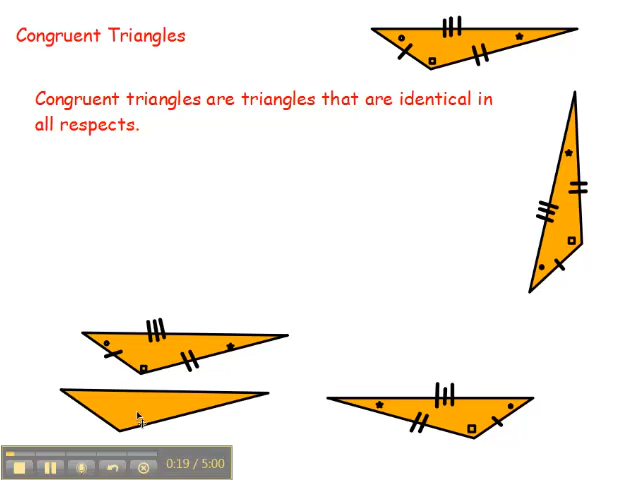 Congruent Triangles
Congruent triangles are triangles that are identical in
all respects.
0:19 / 5:00